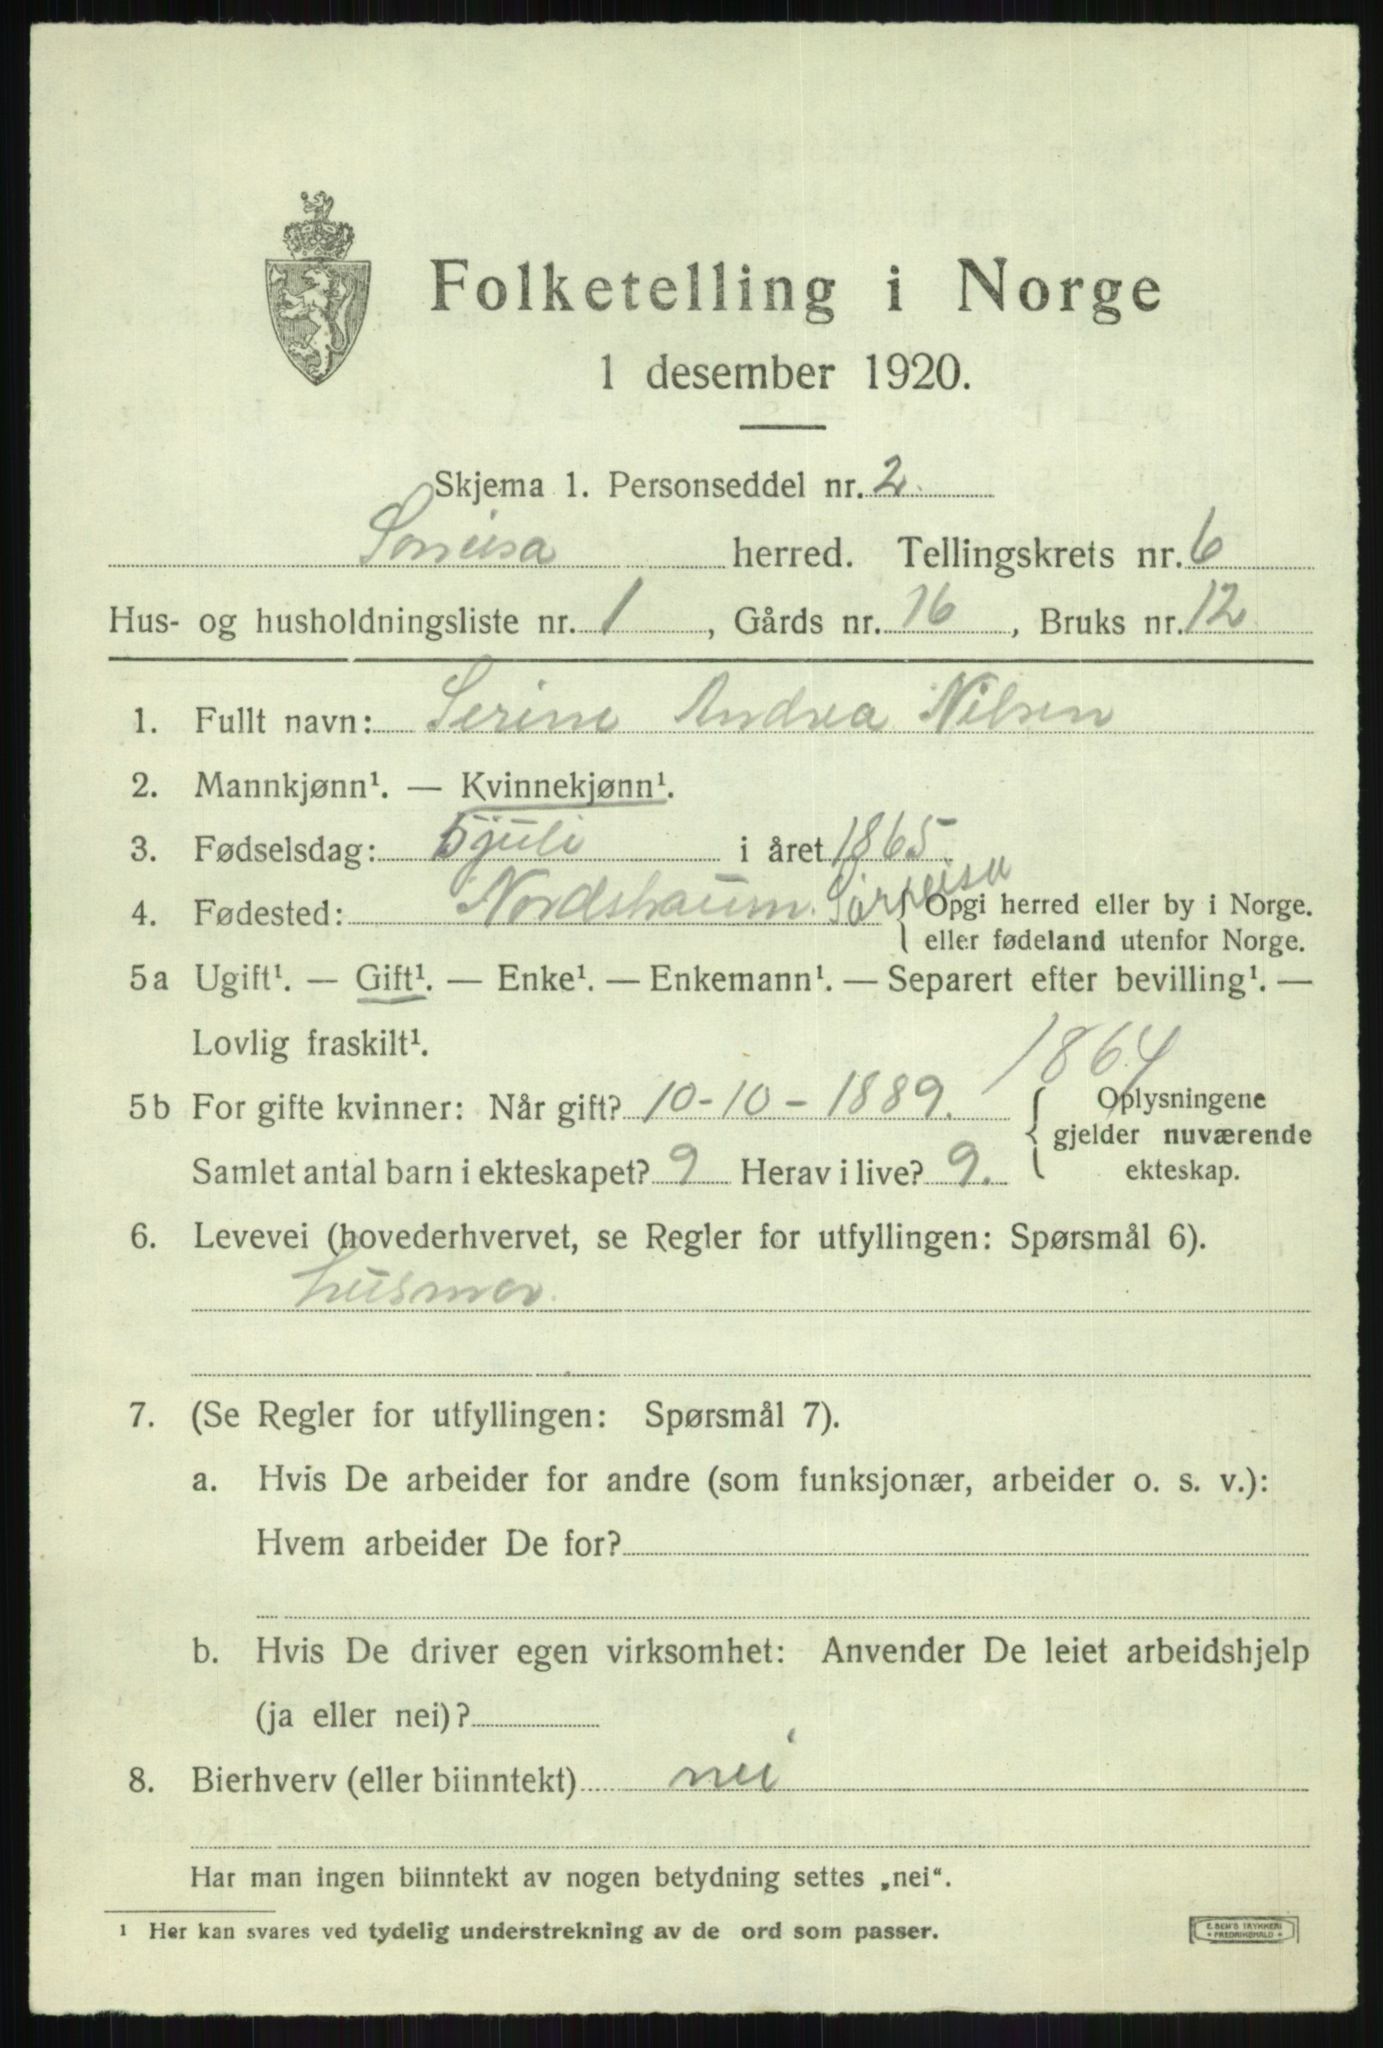 Folketelling i Norge
1 desember 1920.
Skjema 1. Personseddel nr. 2
Sorreisa herred. Tellingskrets nr. 6
Hus- og husholdningsliste nr. 1, Gårds nr. 16, Bruks nr. 12
1. Fullt navn: Serine Andrea Nilsen
2. Mannkjønn¹. — Kvinnekjønn¹.
3. Fødselsdag: 5 juli i året 1865.
4. Fødested: Sørreisa { Opgi herred eller by i Norge.
eller fødeland utenfor Norge.
5a Ugift¹. — Gift¹. — Enke¹. — Enkemann¹. — Separert efter bevilling¹. —
Lovlig fraskilt¹.
1864
5b For gifte kvinner: Når gift? 10-10-1889. { Oplysningene
gjelder nuværende
Samlet antal barn i ekteskapet? 9 Herav i live? 9. ekteskap.
6. Levevei (hovederhvervet, se Regler for utfyllingen: Spørsmål 6).
husmor
7. (Se Regler for utfyllingen: Spørsmål 7).
a. Hvis De arbeider for andre (som funksjonær, arbeider o. s. v.):
Hvem arbeider De for?
b. Hvis De driver egen virksomhet: Anvender De leiet arbeidshjelp
(ja eller nei)?
8. Bierhverv (eller biinntekt) nei
Har man ingen biinntekt av nogen betydning settes „nei“.
¹ Her kan svares ved tydelig understrekning av de ord som passer.
E. SEM'S TRYKKERI
FREDRIKSHALD